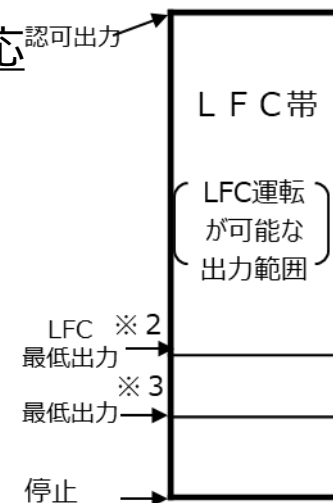 応
認可出力
ＬＦＣ帯
LFC運転
が可能な
出力範囲
LFC ※２
最低出力
※３
最低出力
停止